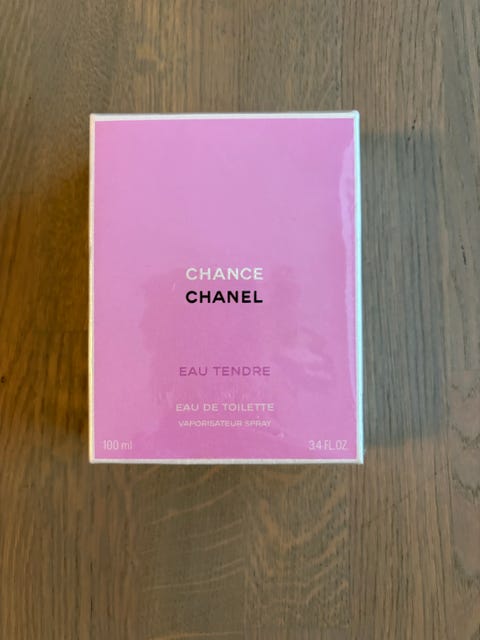 CHANCE
CHANEL
EAU TENDRE
EAU DE TOILETTE
VAPORISATEUR SPRAY
100 ml 3.4 FL.OZ.